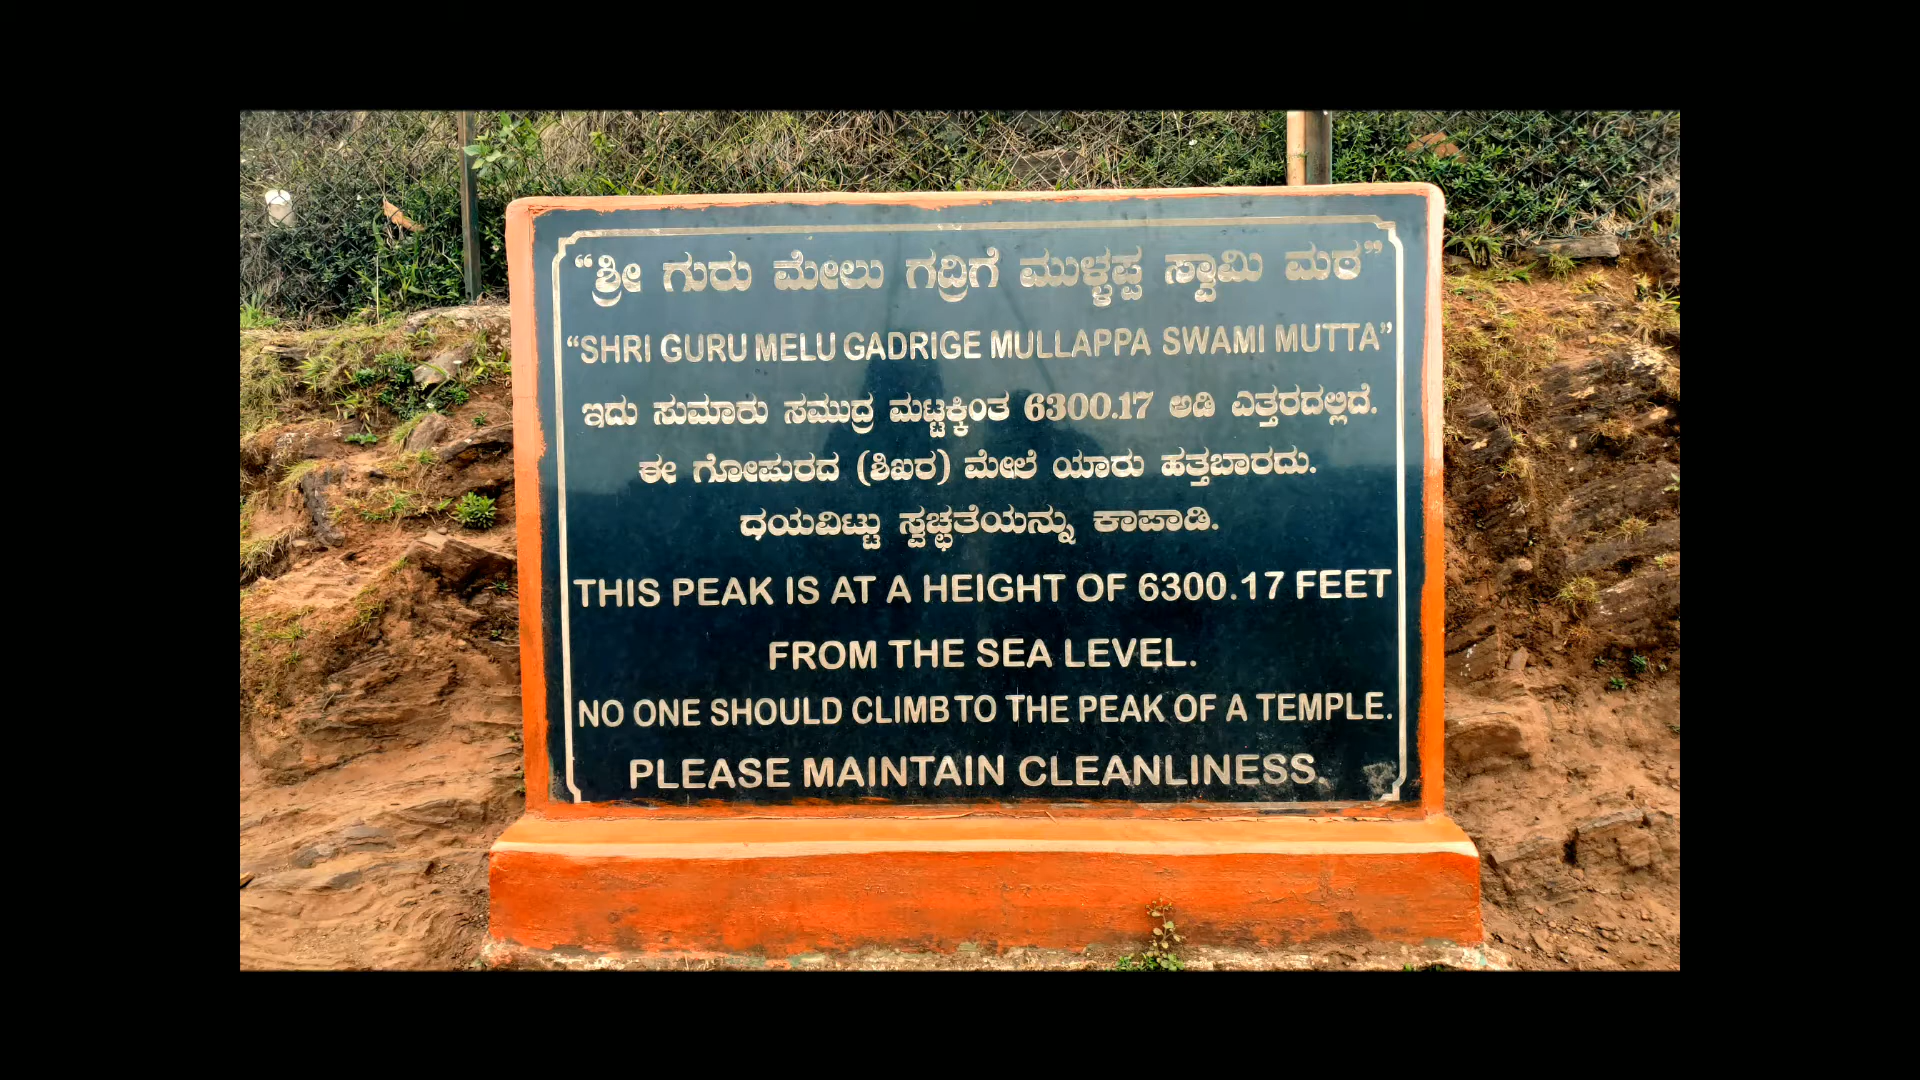 “ಶ್ರೀ ಗುರು ಮೇಲು ಗದ್ರಿಗೆ ಮುಳ್ಳಪ್ಪ ಸ್ವಾಮಿ ಮಠ”
“SHRI GURU MELU GADRIGE MULLAPPA SWAMI MUTTA”
ಇದು ಸುಮಾರು ಸಮುದ್ರ ಮಟ್ಟಕ್ಕಿಂತ 6300.17 ಅಡಿ ಎತ್ತರದಲ್ಲಿದೆ.
ಈ ಗೋಪುರದ (ಶಿಖರ) ಮೇಲೆ ಯಾರು ಹತ್ತಬಾರದು.
ಧಯವಿಟ್ಟು ಸ್ವಚ್ಛತೆಯನ್ನು ಕಾಪಾಡಿ.
THIS PEAK IS AT A HEIGHT OF 6300.17 FEET
FROM THE SEA LEVEL.
NO ONE SHOULD CLIMB TO THE PEAK OF A TEMPLE.
PLEASE MAINTAIN CLEANLINESS.